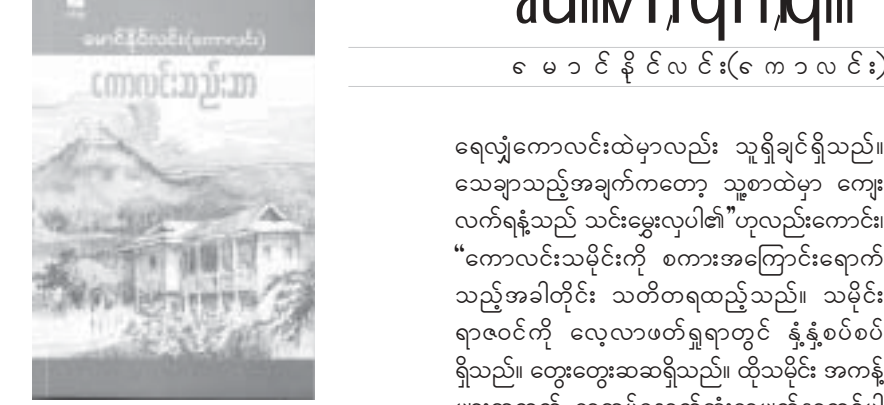 မောင်နိုင်လင်း(ကောလင်း)
ကောလင်းသည်းသာ
မောင်နိုင်လင်း(ကောလင်း)
ရေလျှံကောလင်းထဲမှာလည်း သူရှိချင်ရှိသည်။
သေချာသည့်အချက်ကတော့ သူ့စာထဲမှာ ကျေး
လက်ရနံ့သည် သင်းမွှေးလှပါ၏”ဟုလည်းကောင်း၊
“ကောလင်းသမိုင်းကို စကားအကြောင်းရောက်
သည့်အခါတိုင်း သတိတရထည့်သည်။ သမိုင်း
ရာဇဝင်ကို လေ့လာဖတ်ရှုရာတွင် နှံ့နှံ့စပ်စပ်
ရှိသည်။ တွေးတွေးဆဆရှိသည်။ ထိုသမိုင်း အကန့်